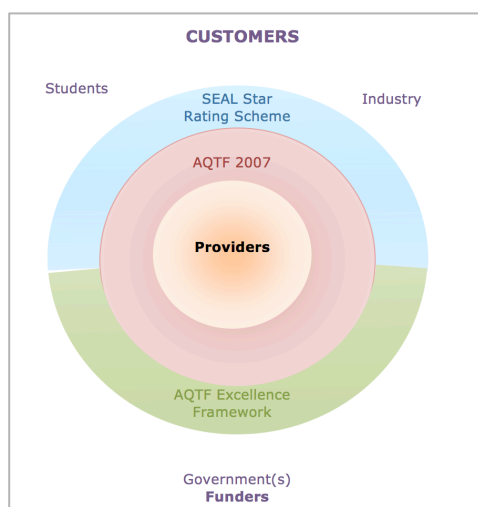 CUSTOMERS
Students
SEAL Star
Rating Scheme
Industry
AQTF 2007
Providers
AQTF Excellence
Framework
Government(s)
Funders